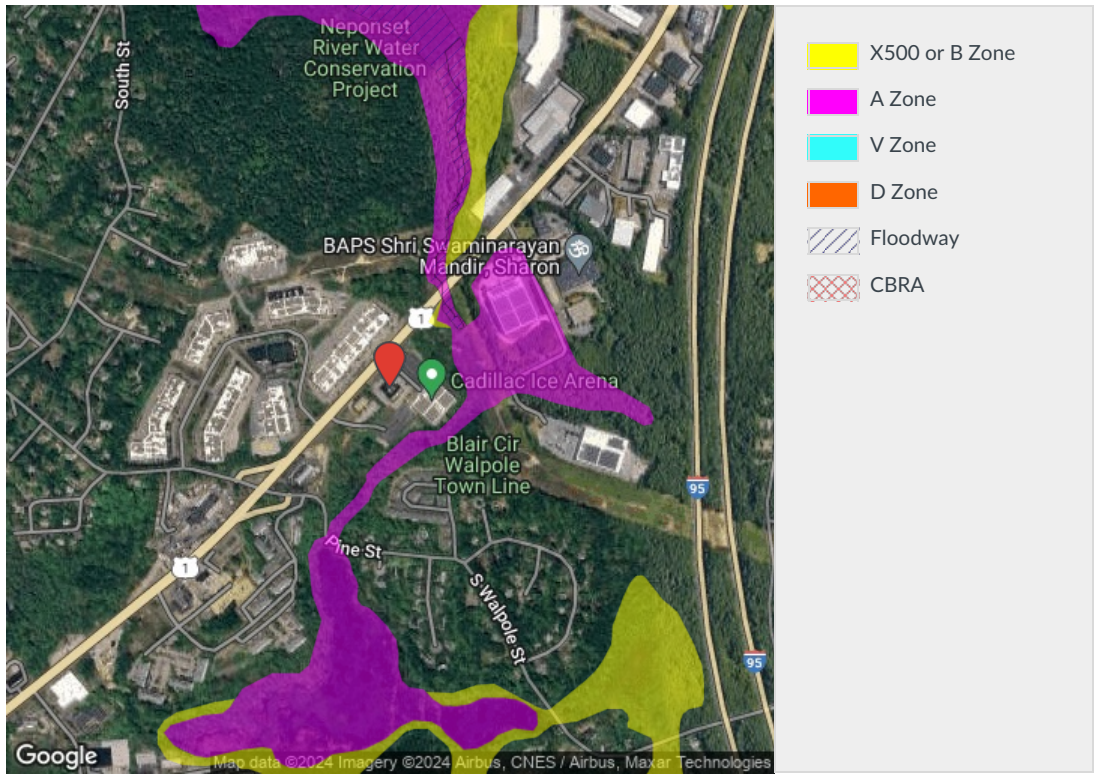 Neponset
River Water
Conservation
Project
South St
BAPS Shri Swaminarayan
Mandir, Sharon
1
Cadillac Ice Arena
Blair Cir
Walpole
Town Line
95
Pine St
1
S Walpole St
95
Google
Map data ©2024 Imagery ©2024 Airbus, CNES / Airbus, Maxar Technologies
X500 or B Zone
A Zone
V Zone
D Zone
Floodway
CBRA